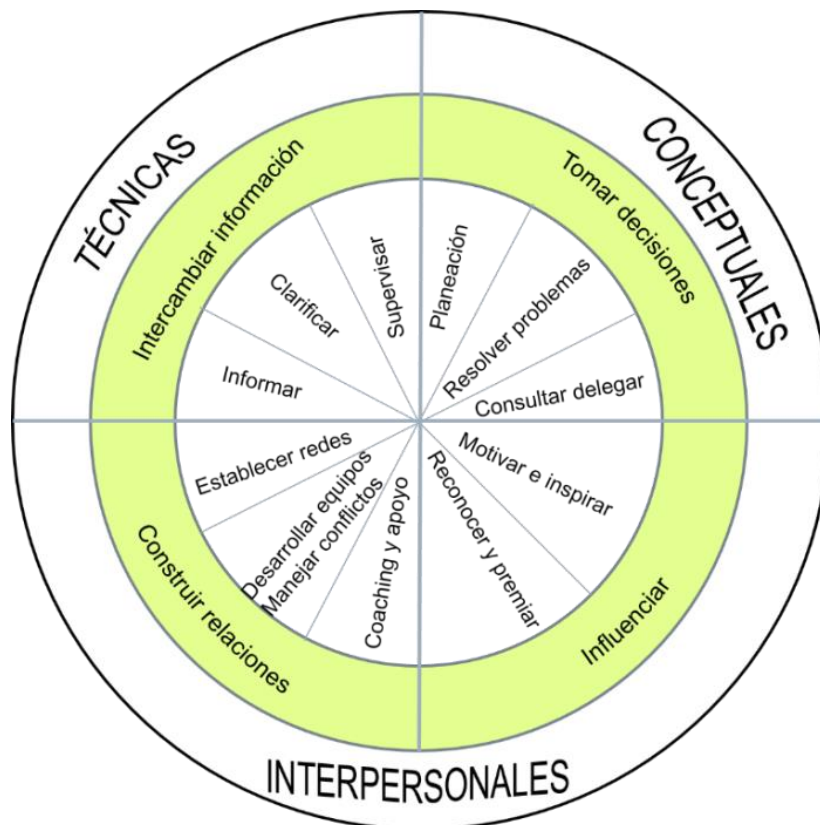 TÉCNICAS
CONCEPTUALES
INTERPERSONALES
Intercambiar información
Tomar decisiones
Construir relaciones
Influenciar
Informar
Clarificar
Supervisar
Planeación
Resolver problemas
Consultar delegar
Motivar e inspirar
Reconocer y premiar
Coaching y apoyo
Desarrollar equipos
Manejar conflictos
Establecer redes